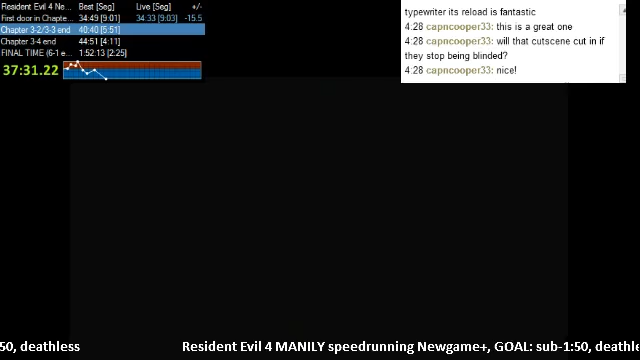 Resident Evil 4 Ne... Best [Seg] Live [Seg] +/-
First door in Chapte... 34:49 [9:01] 34:33 [9:03] -15.5
Chapter 3-2/3-3 end 40:40 [5:51]
Chapter 3-4 end 44:51 [4:11]
FINAL TIME (6-1 e... 1:52:13 [2:25]
37:31.22
typewriter its reload is fantastic
4:28 capncooper33: this is a great one
4:28 capncooper33: will that cutscene cut in if
they stop being blinded?
4:28 capncooper33: nice!
50, deathless Resident Evil 4 MANILY speedrunning Newgame+, GOAL: sub-1:50, deathle